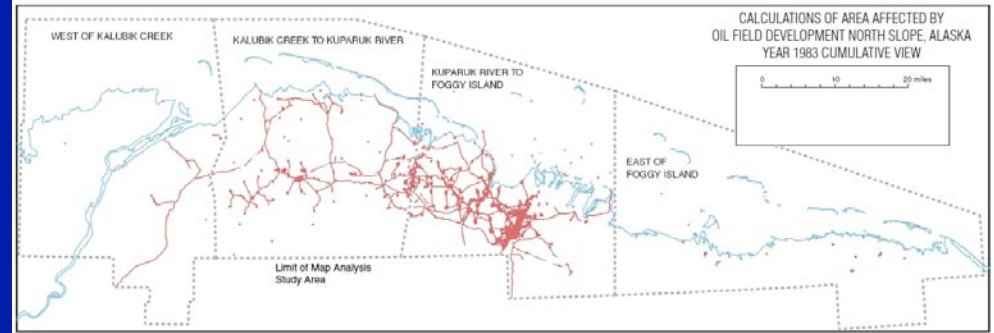 CALCULATIONS OF AREA AFFECTED BY
OIL FIELD DEVELOPMENT NORTH SLOPE, ALASKA
YEAR 1983 CUMULATIVE VIEW
0 10 20 miles
WEST OF KALUBIK CREEK
KALUBIK CREEK TO KUPARUK RIVER
KUPARUK RIVER TO
FOGGY ISLAND
EAST OF
FOGGY ISLAND
Limit of Map Analysis
Study Area